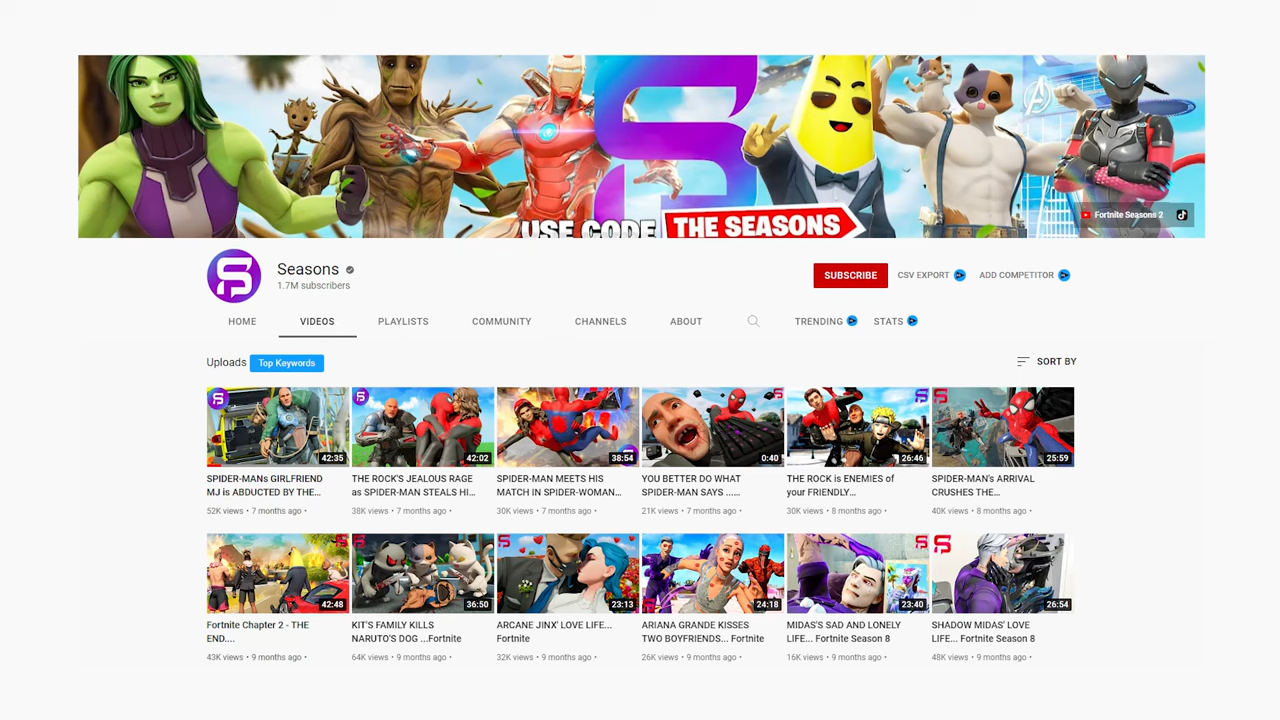 USE CODE THE SEASONS
Fortnite Seasons 2
Seasons
1.7M subscribers
SUBSCRIBE
CSV EXPORT
ADD COMPETITOR
HOME
VIDEOS
PLAYLISTS
COMMUNITY
CHANNELS
ABOUT
TRENDING
STATS
Uploads
Top Keywords
SORT BY
42:35
42:02
38:54
0:40
26:46
25:59
SPIDER-MANs GIRLFRIEND
MJ is ABDUCTED BY THE...
52K views • 7 months ago •
THE ROCK'S JEALOUS RAGE
as SPIDER-MAN STEALS HI...
38K views • 7 months ago •
SPIDER-MAN MEETS HIS
MATCH IN SPIDER-WOMAN...
30K views • 7 months ago •
YOU BETTER DO WHAT
SPIDER-MAN SAYS ......
21K views • 7 months ago •
THE ROCK is ENEMIES of
your FRIENDLY...
30K views • 8 months ago •
SPIDER-MAN's ARRIVAL
CRUSHES THE...
40K views • 8 months ago •
42:48
36:50
23:13
24:18
23:40
26:54
Fortnite Chapter 2 - THE
END....
43K views • 9 months ago •
KIT'S FAMILY KILLS
NARUTO'S DOG ...Fortnite
64K views • 9 months ago •
ARCANE JINX' LOVE LIFE...
Fortnite
32K views • 9 months ago •
ARIANA GRANDE KISSES
TWO BOYFRIENDS... Fortnite
26K views • 9 months ago •
MIDAS'S SAD AND LONELY
LIFE... Fortnite Season 8
16K views • 9 months ago •
SHADOW MIDAS' LOVE
LIFE... Fortnite Season 8
48K views • 9 months ago •